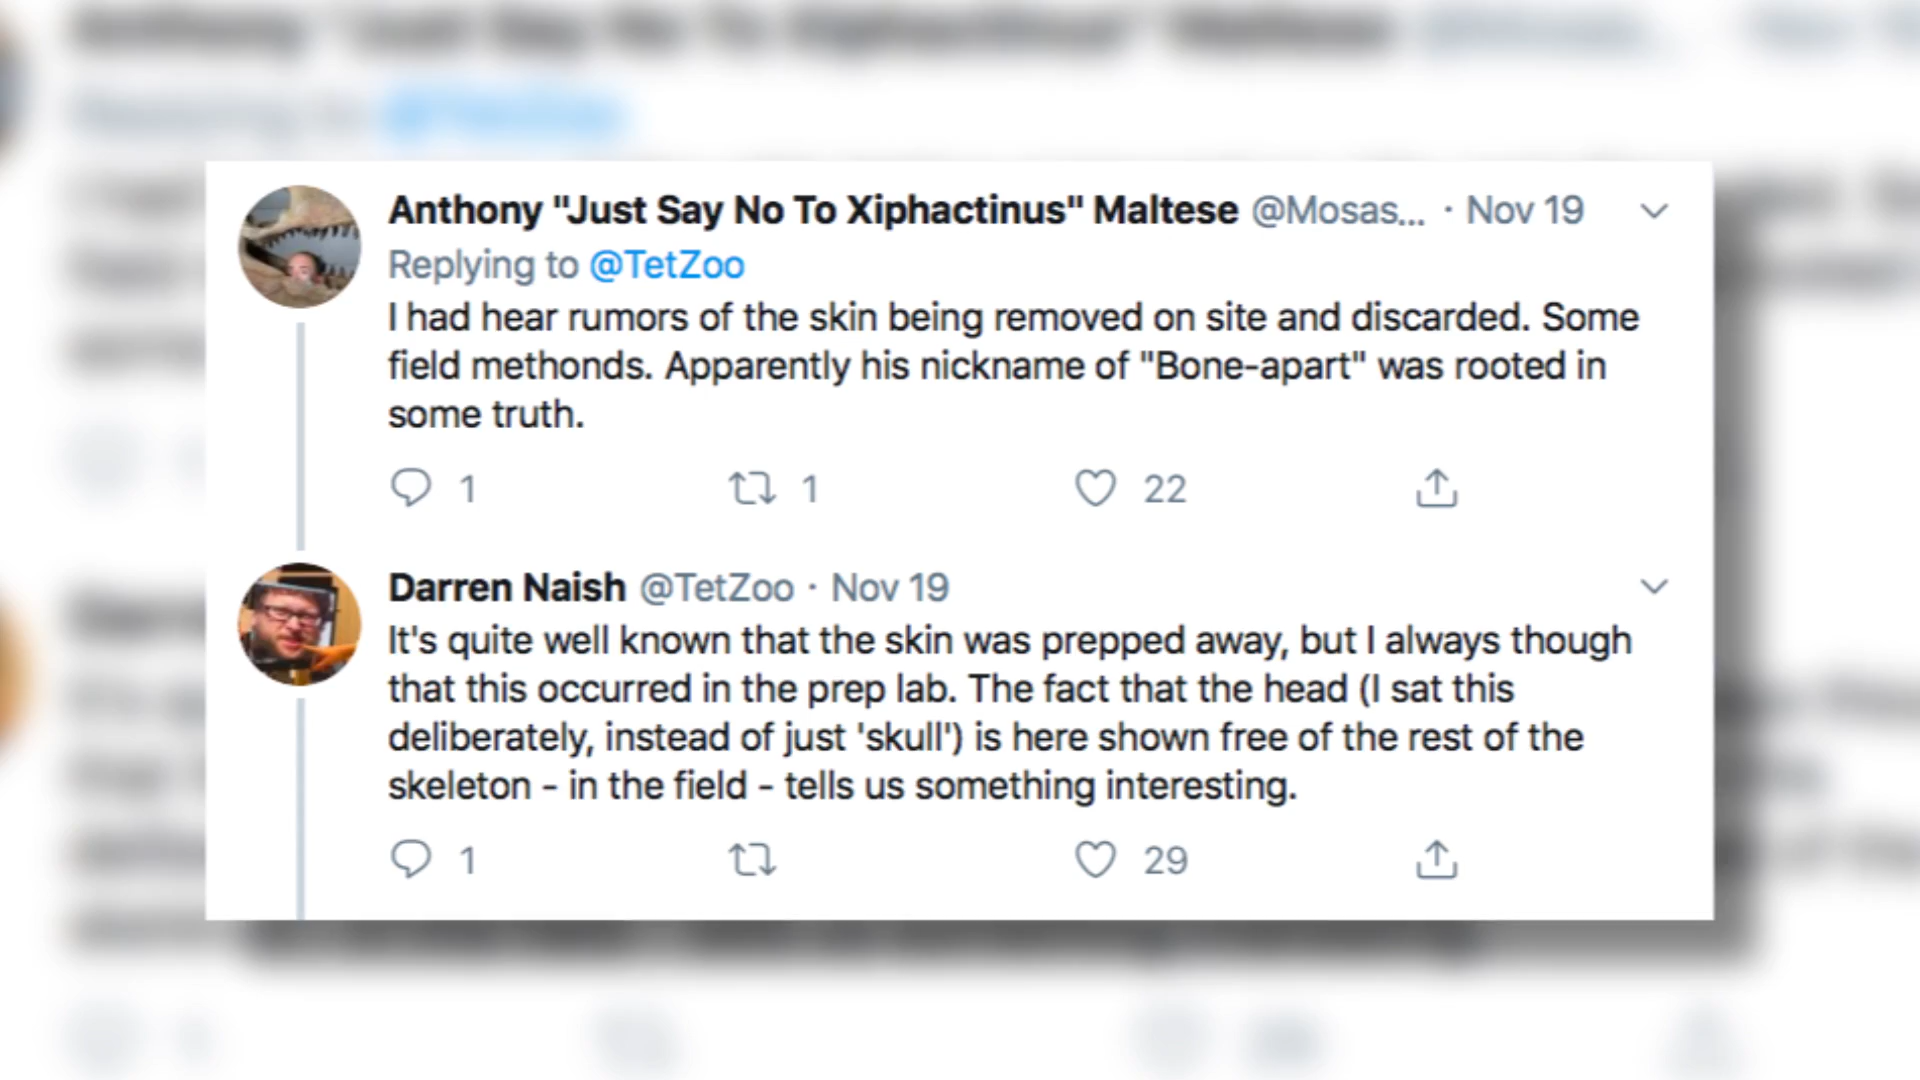 Anthony "Just Say No To Xiphactinus" Maltese @Mosas... · Nov 19
Replying to @TetZoo
I had hear rumors of the skin being removed on site and discarded. Some
field methonds. Apparently his nickname of "Bone-apart" was rooted in
some truth.
1 1 22
Darren Naish @TetZoo · Nov 19
It's quite well known that the skin was prepped away, but I always though
that this occurred in the prep lab. The fact that the head (I sat this
deliberately, instead of just 'skull') is here shown free of the rest of the
skeleton - in the field - tells us something interesting.
1 29